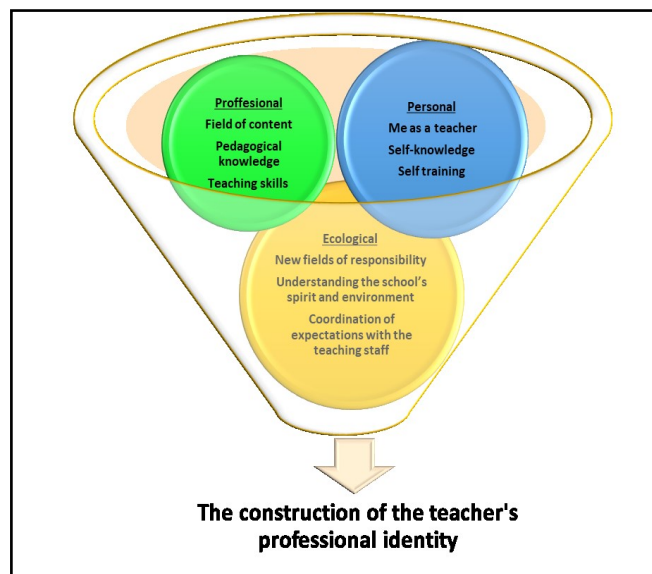 Proffesional
Field of content
Pedagogical
knowledge
Teaching skills
Personal
Me as a teacher
Self-knowledge
Self training
Ecological
New fields of responsibility
Understanding the school's
spirit and environment
Coordination of
expectations with the
teaching staff
The construction of the teacher's
professional identity